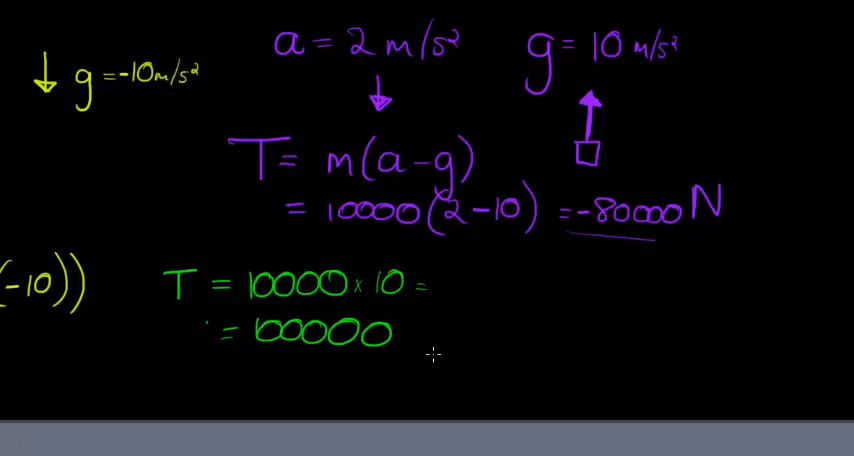 a = 2 m/s²
g = 10 m/s²
g = -10m/s²
T = m(a - g)
= 10000(2 - 10) = -80000 N
(-10))
T = 10000 x 10 =
= 100000